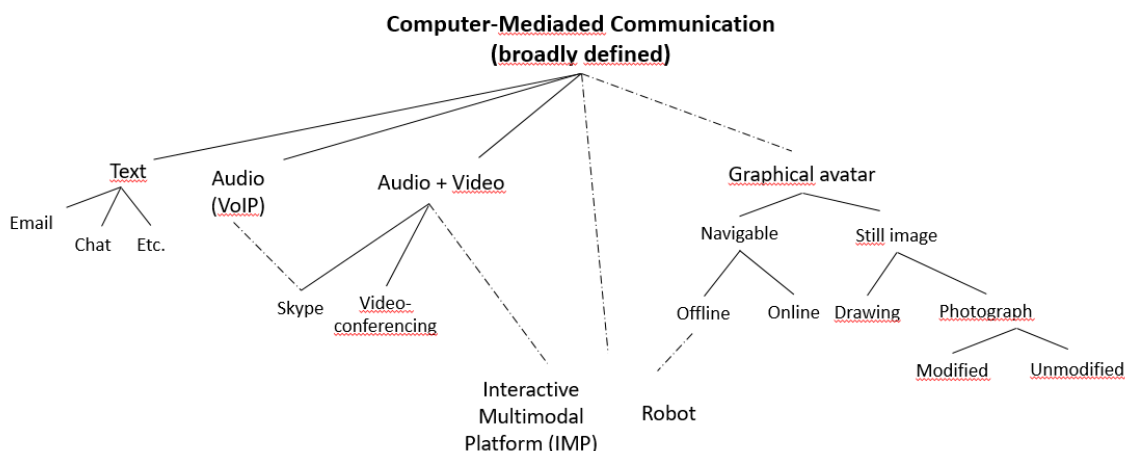 Computer-Mediaded Communication
(broadly defined)
Text
Audio
(VoIP)
Audio + Video
Graphical avatar
Email
Chat
Etc.
Navigable
Still image
Skype
Video-
conferencing
Offline
Online
Drawing
Photograph
Modified
Unmodified
Interactive
Multimodal
Platform (IMP)
Robot